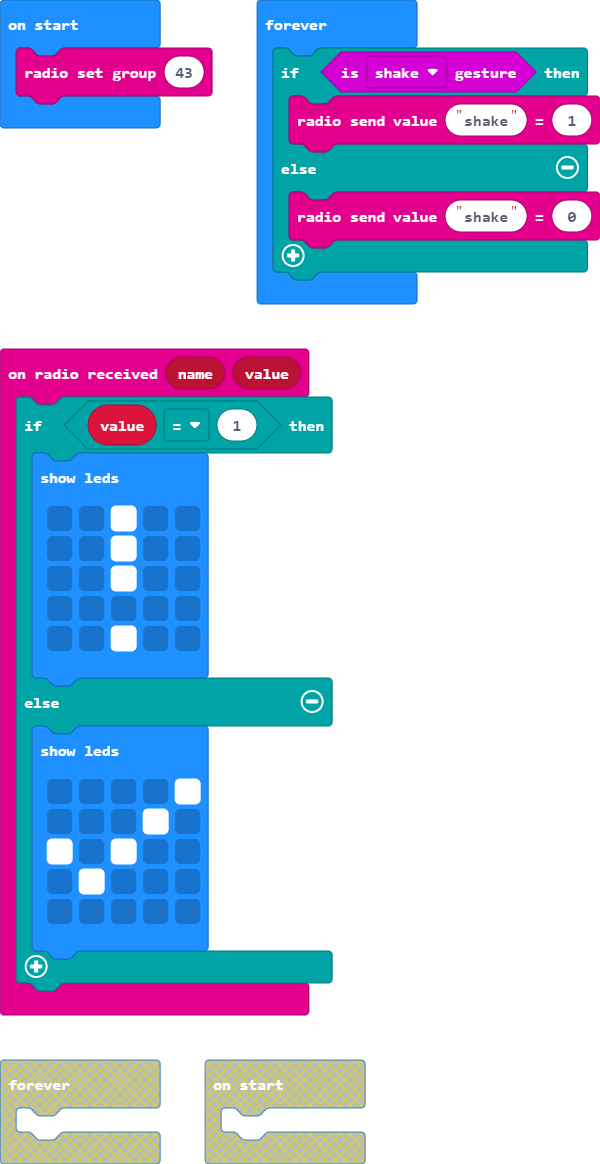 on start
radio set group 43
forever
if is shake gesture then
radio send value "shake" = 1
else
radio send value "shake" = 0
on radio received name value
if value = 1 then
show leds
else
show leds
forever
on start